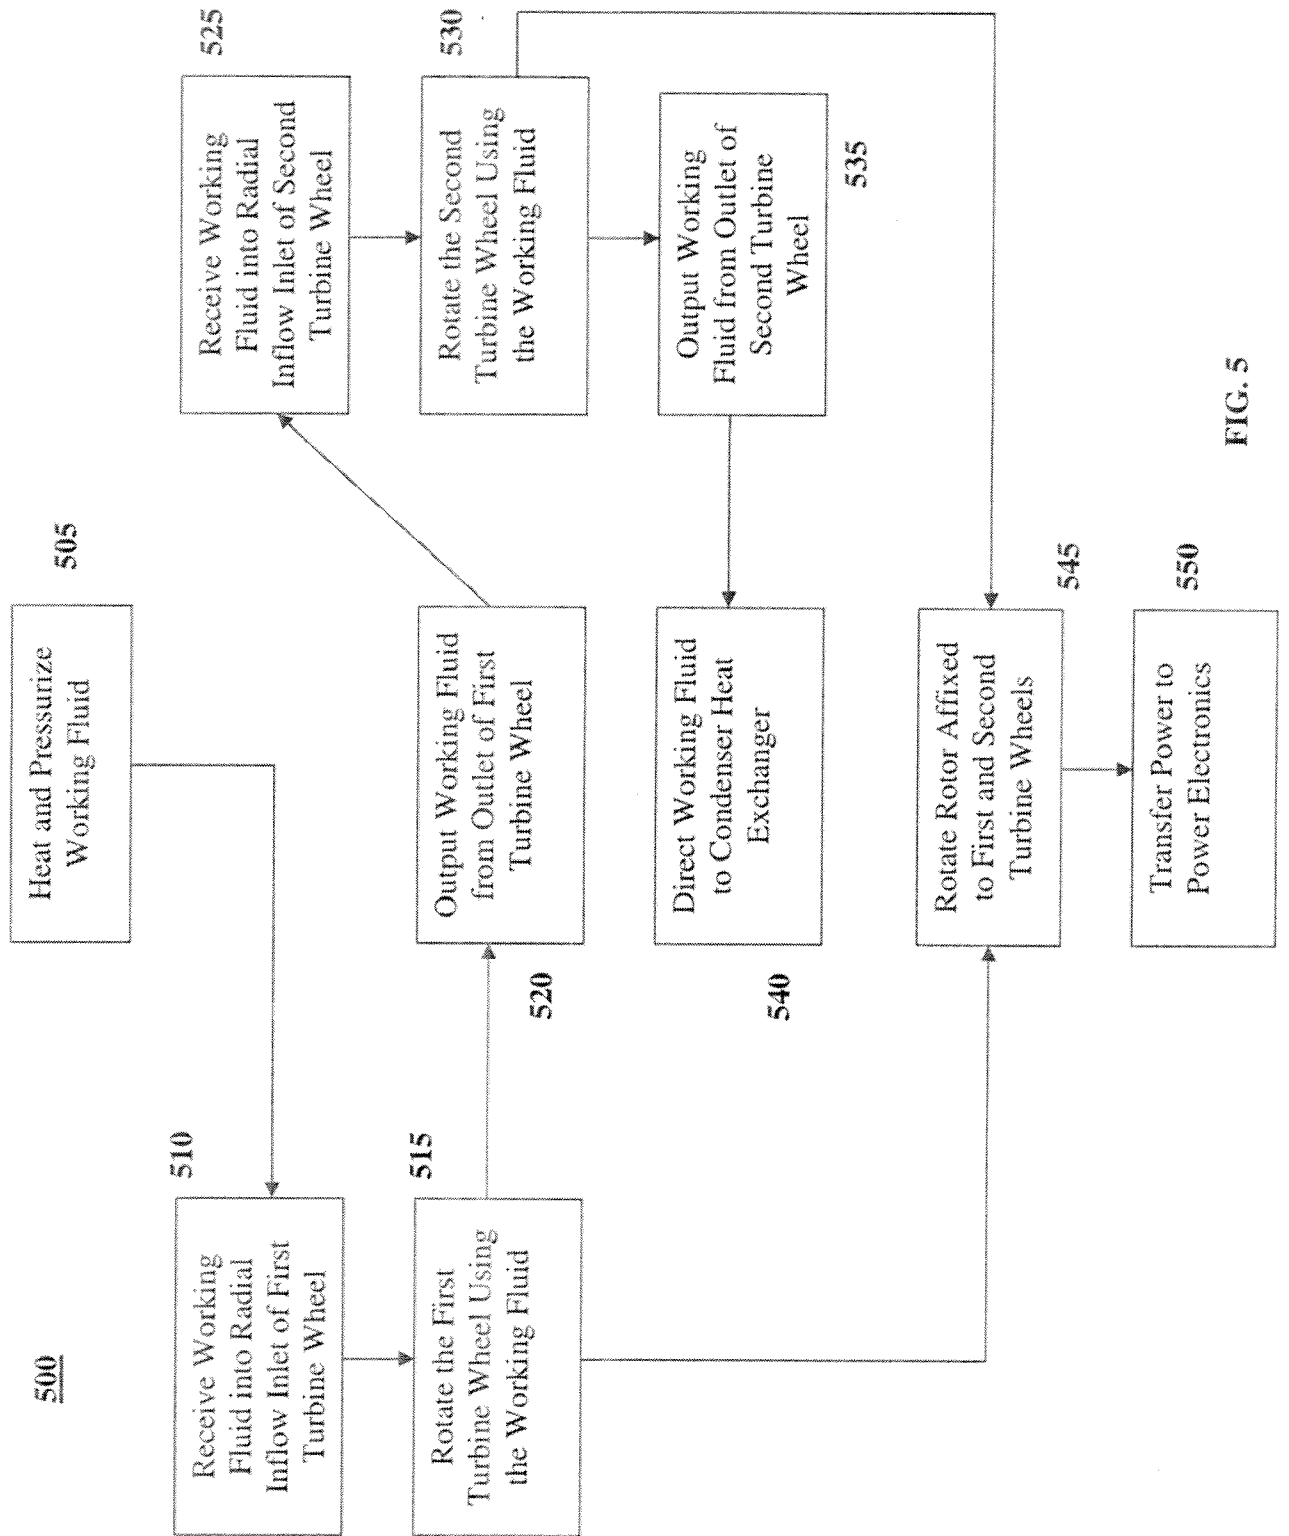 500
Heat and Pressurize
Working Fluid
505
510
Receive Working
Fluid into Radial
Inflow Inlet of First
Turbine Wheel
515
Rotate the First
Turbine Wheel Using
the Working Fluid
Output Working Fluid
from Outlet of First
Turbine Wheel
520
525
Receive Working
Fluid into Radial
Inflow Inlet of Second
Turbine Wheel
530
Rotate the Second
Turbine Wheel Using
the Working Fluid
Output Working
Fluid from Outlet of
Second Turbine
Wheel
535
Direct Working Fluid
to Condenser Heat
Exchanger
540
Rotate Rotor Affixed
to First and Second
Turbine Wheels
545
Transfer Power to
Power Electronics
550
FIG. 5